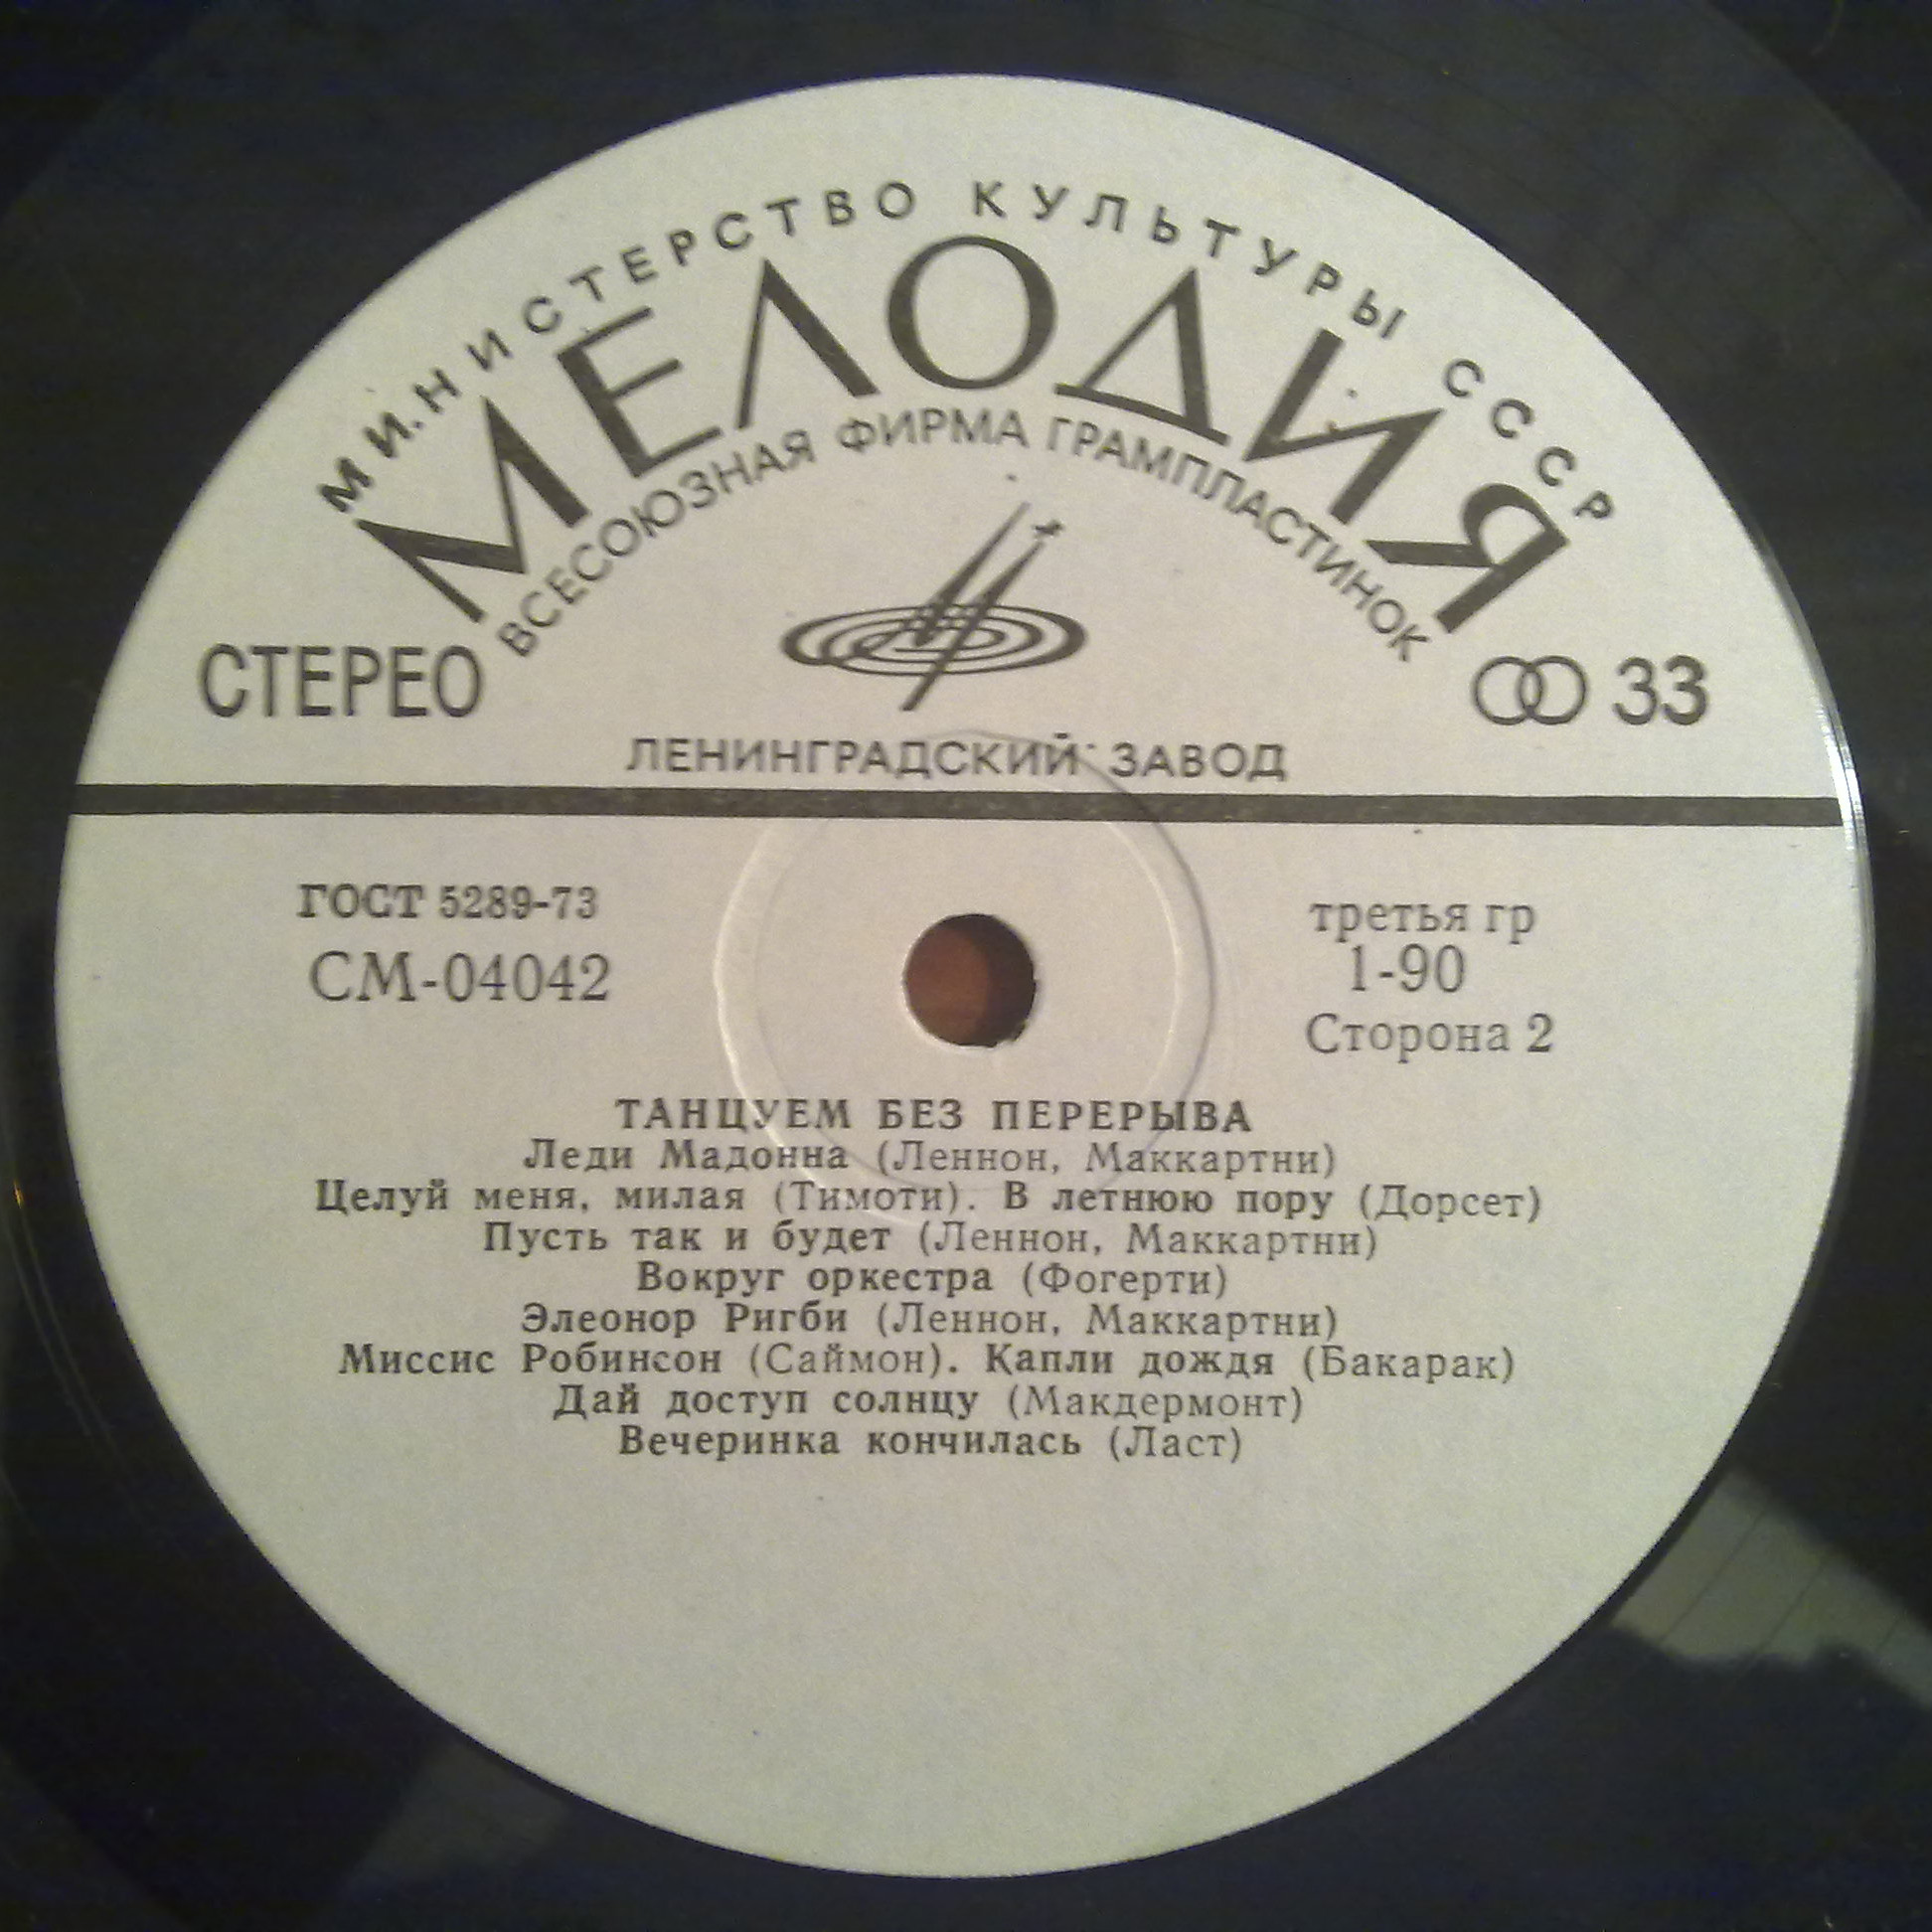 МИНИСТЕРСТВО КУЛЬТУРЫ СССР
МЕЛОДИЯ
ВСЕСОЮЗНАЯ ФИРМА ГРАМПЛАСТИНОК
СТЕРЕО
33
ЛЕНИНГРАДСКИЙ ЗАВОД
ГОСТ 5289-73
СМ-04042
третья гр
1-90
Сторона 2
ТАНЦУЕМ БЕЗ ПЕРЕРЫВА
Леди Мадонна (Леннон, Маккартни)
Целуй меня, милая (Тимоти). В летнюю пору (Дорсет)
Пусть так и будет (Леннон, Маккартни)
Вокруг оркестра (Фогерти)
Элеонор Ригби (Леннон, Маккартни)
Миссис Робинсон (Саймон). Капли дождя (Бакарак)
Дай доступ солнцу (Макдермонт)
Вечеринка кончилась (Ласт)